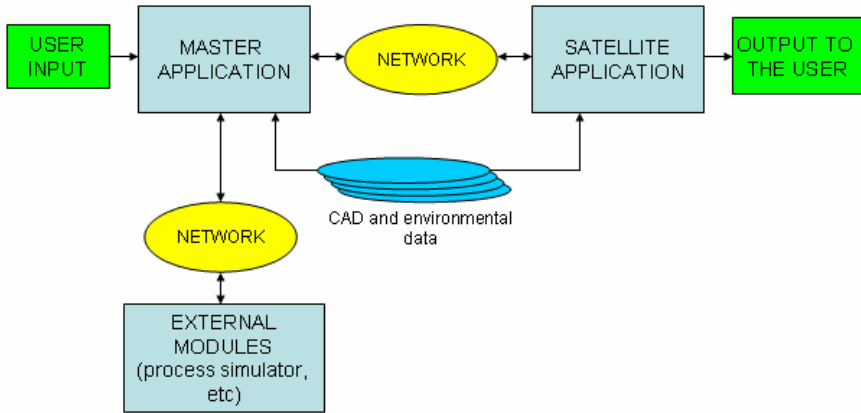 USER
INPUT
MASTER
APPLICATION
NETWORK
SATELLITE
APPLICATION
OUTPUT TO
THE USER
CAD and environmental
data
NETWORK
EXTERNAL
MODULES
(process simulator,
etc)